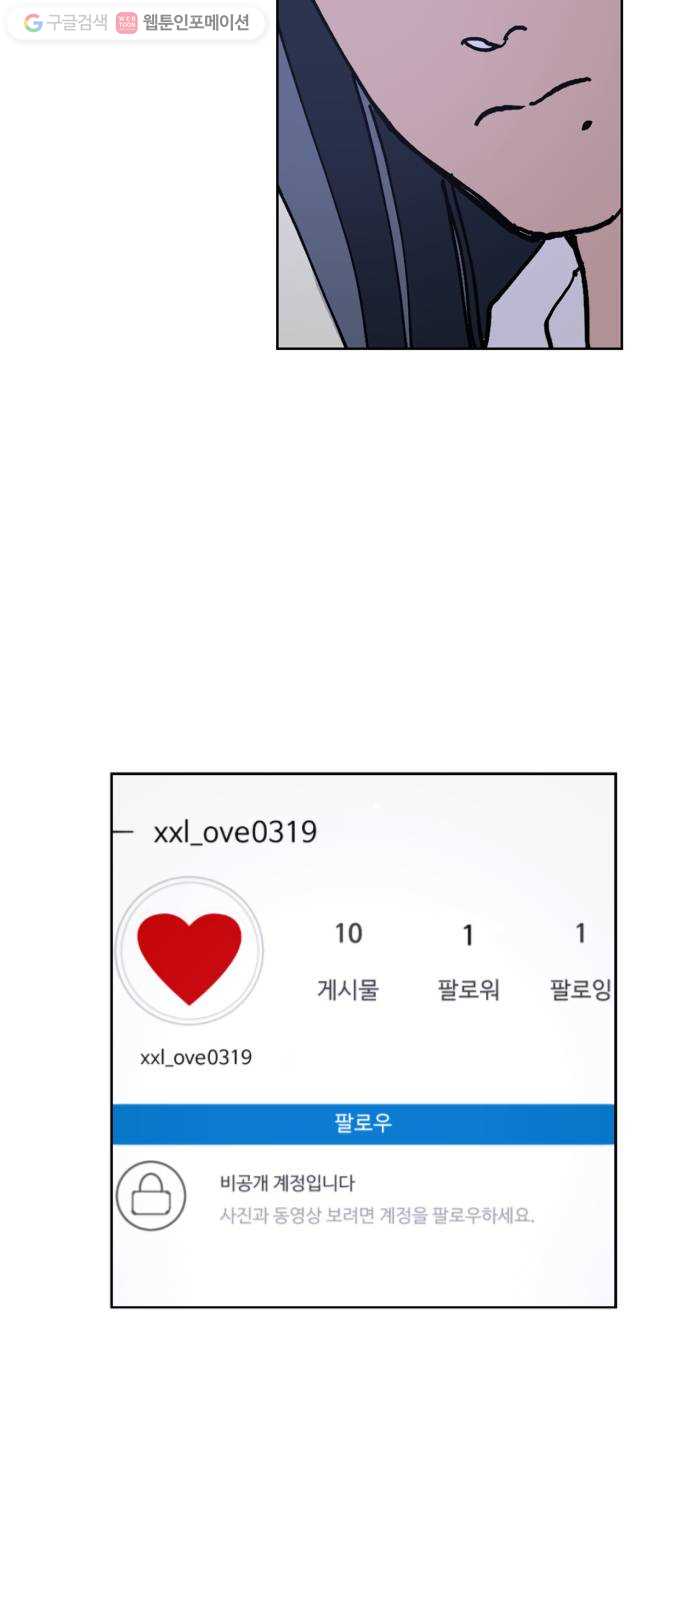 구글검색 웹툰인포메이션
xxl_ove0319
10 1 1
게시물 팔로워 팔로잉
xxl_ove0319
팔로우
비공개 계정입니다
사진과 동영상 보려면 계정을 팔로우하세요.